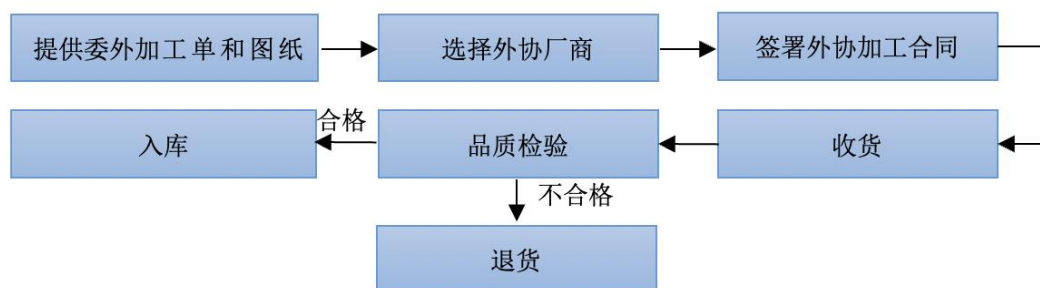 提供委外加工单和图纸
选择外协厂商
签署外协加工合同
入库
合格
品质检验
收货
不合格
退货